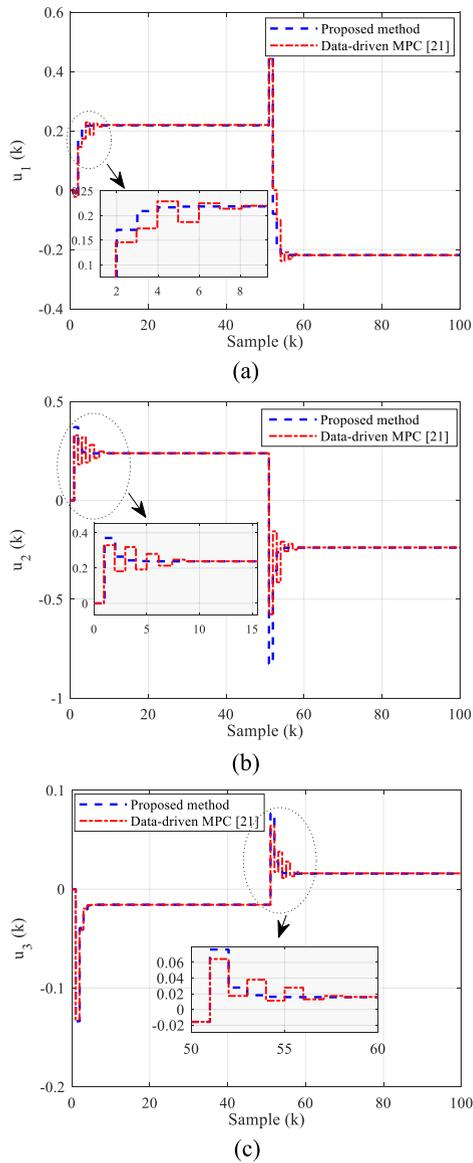 0.6
0.4
0.2
0
-0.2
-0.4
u1 (k)
Proposed method
Data-driven MPC [21]
0.25
0.2
0.15
0.1
2 4 6 8
0 20 40 60 80 100
Sample (k)
(a)
0.5
0
-0.5
-1
u2 (k)
Proposed method
Data-driven MPC [21]
0.4
0.2
0
0 5 10 15
0 20 40 60 80 100
Sample (k)
(b)
0.1
0
-0.1
-0.2
u3 (k)
Proposed method
Data-driven MPC [21]
0.06
0.04
0.02
0
-0.02
50 55 60
0 20 40 60 80 100
Sample (k)
(c)